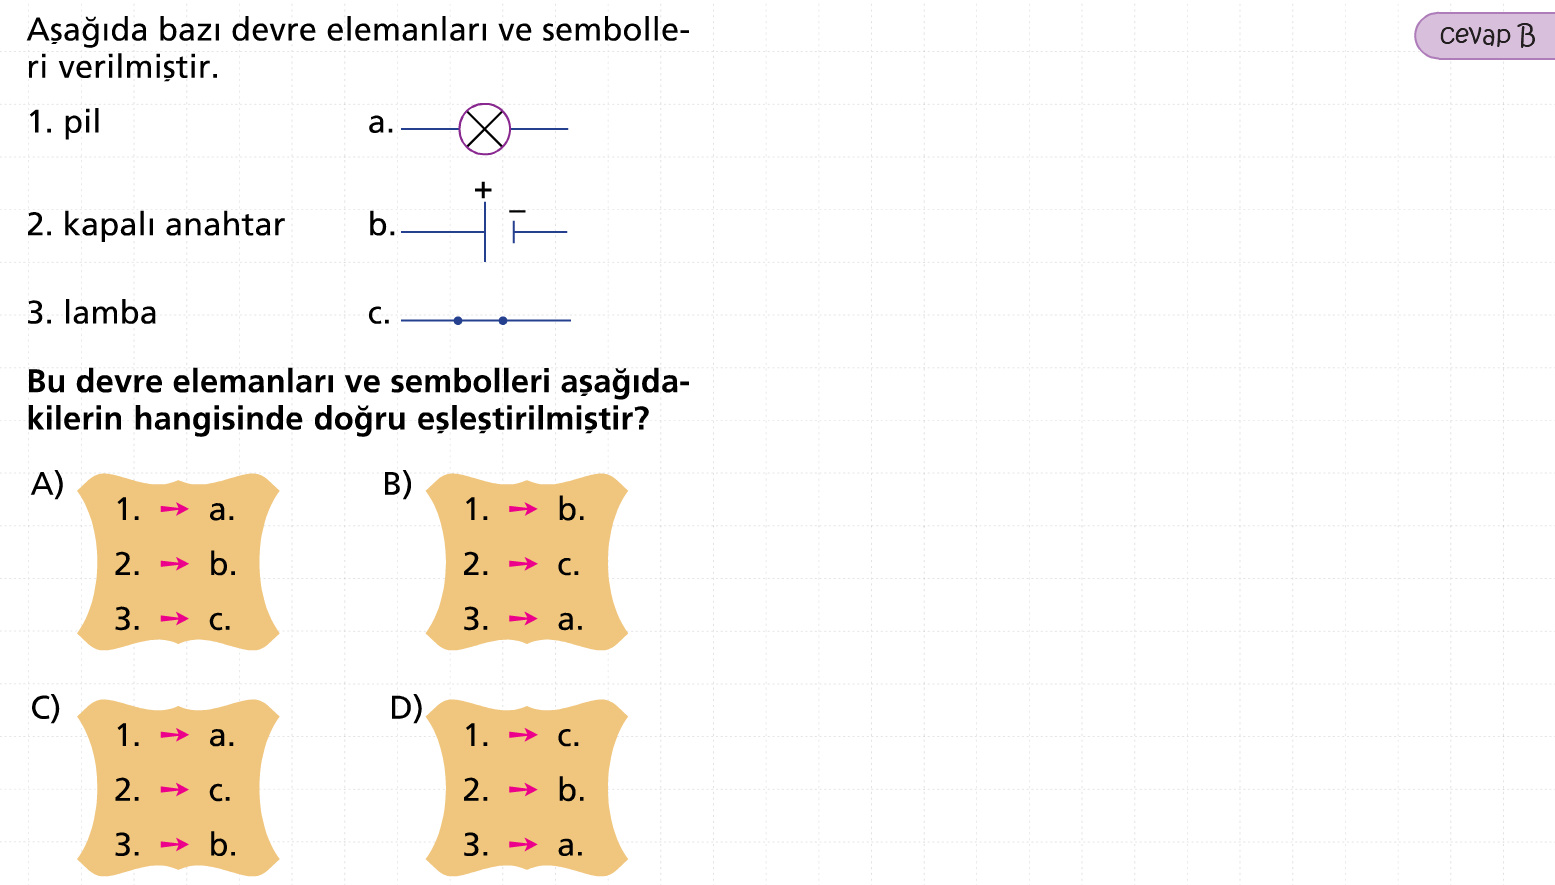 Aşağıda bazı devre elemanları ve sembolle-
ri verilmiştir.
cevap B
1. pil a.
+
−
2. kapalı anahtar b.
3. lamba c.
Bu devre elemanları ve sembolleri aşağıda-
kilerin hangisinde doğru eşleştirilmiştir?
A)
1. → a.
2. → b.
3. → c.
B)
1. → b.
2. → c.
3. → a.
C)
1. → a.
2. → c.
3. → b.
D)
1. → c.
2. → b.
3. → a.